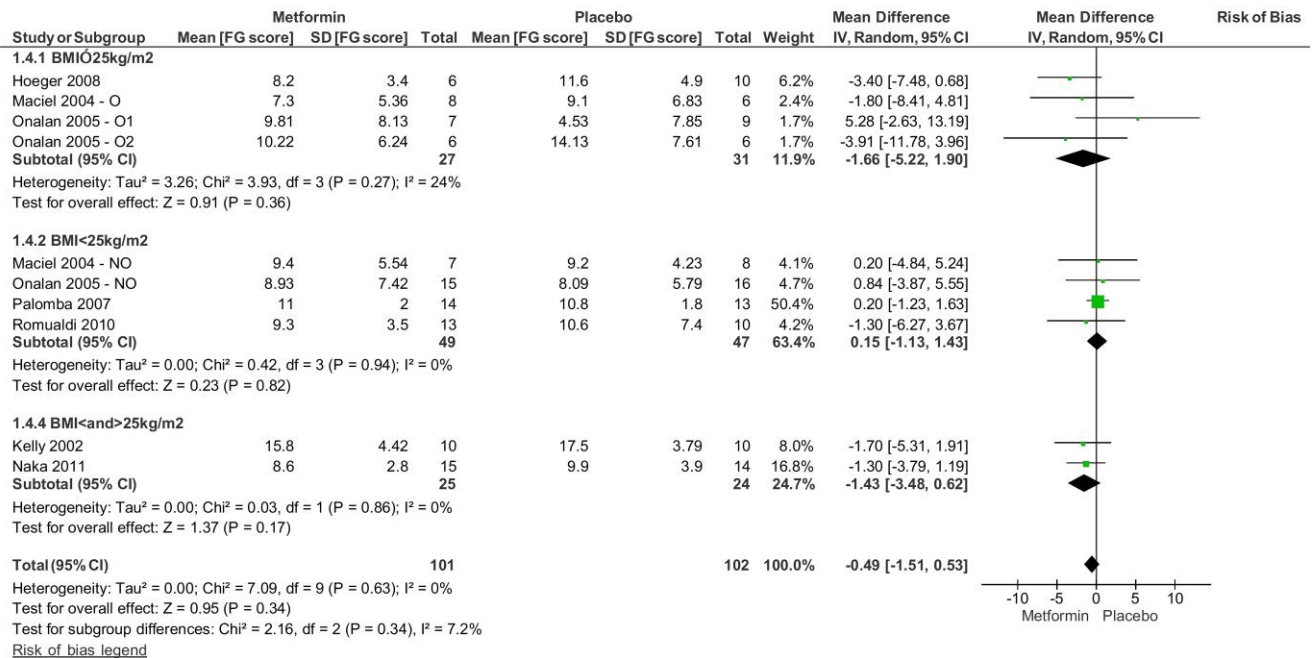 Metformin Placebo Mean Difference Mean Difference Risk of Bias
Study or Subgroup Mean [FG score] SD [FG score] Total Mean [FG score] SD [FG score] Total Weight IV, Random, 95% CI IV, Random, 95% CI
1.4.1 BMIÓ25kg/m2
Hoeger 2008 8.2 3.4 6 11.6 4.9 10 6.2% -3.40 [-7.48, 0.68]
Maciel 2004 - O 7.3 5.36 8 9.1 6.83 6 2.4% -1.80 [-8.41, 4.81]
Onalan 2005 - O1 9.81 8.13 7 4.53 7.85 9 1.7% 5.28 [-2.63, 13.19]
Onalan 2005 - O2 10.22 6.24 6 14.13 7.61 6 1.7% -3.91 [-11.78, 3.96]
Subtotal (95% CI) 27 31 11.9% -1.66 [-5.22, 1.90]
Heterogeneity: Tau² = 3.26; Chi² = 3.93, df = 3 (P = 0.27); I² = 24%
Test for overall effect: Z = 0.91 (P = 0.36)
1.4.2 BMI<25kg/m2
Maciel 2004 - NO 9.4 5.54 7 9.2 4.23 8 4.1% 0.20 [-4.84, 5.24]
Onalan 2005 - NO 8.93 7.42 15 8.09 5.79 16 4.7% 0.84 [-3.87, 5.55]
Palomba 2007 11 2 14 10.8 1.8 13 50.4% 0.20 [-1.23, 1.63]
Romualdi 2010 9.3 3.5 13 10.6 7.4 10 4.2% -1.30 [-6.27, 3.67]
Subtotal (95% CI) 49 47 63.4% 0.15 [-1.13, 1.43]
Heterogeneity: Tau² = 0.00; Chi² = 0.42, df = 3 (P = 0.94); I² = 0%
Test for overall effect: Z = 0.23 (P = 0.82)
1.4.4 BMI<and>25kg/m2
Kelly 2002 15.8 4.42 10 17.5 3.79 10 8.0% -1.70 [-5.31, 1.91]
Naka 2011 8.6 2.8 15 9.9 3.9 14 16.8% -1.30 [-3.79, 1.19]
Subtotal (95% CI) 25 24 24.7% -1.43 [-3.48, 0.62]
Heterogeneity: Tau² = 0.00; Chi² = 0.03, df = 1 (P = 0.86); I² = 0%
Test for overall effect: Z = 1.37 (P = 0.17)
Total (95% CI) 101 102 100.0% -0.49 [-1.51, 0.53]
Heterogeneity: Tau² = 0.00; Chi² = 7.09, df = 9 (P = 0.63); I² = 0%
Test for overall effect: Z = 0.95 (P = 0.34)
Test for subgroup differences: Chi² = 2.16, df = 2 (P = 0.34), I² = 7.2%
-10 -5 0 5 10
Metformin Placebo
Risk of bias legend